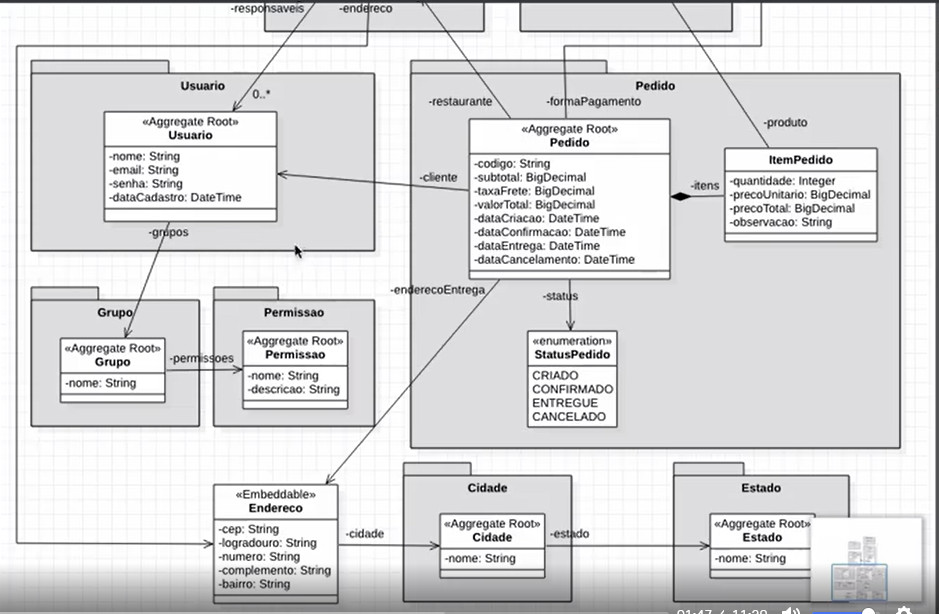 -responsaveis
-endereco
Usuario
0..*
«Aggregate Root»
Usuario
-nome: String
-email: String
-senha: String
-dataCadastro: DateTime
-grupos
Pedido
-restaurante
-formaPagamento
-produto
«Aggregate Root»
Pedido
-codigo: String
-subtotal: BigDecimal
-taxaFrete: BigDecimal
-valorTotal: BigDecimal
-dataCriacao: DateTime
-dataConfirmacao: DateTime
-dataEntrega: DateTime
-dataCancelamento: DateTime
-cliente
-itens
ItemPedido
-quantidade: Integer
-precoUnitario: BigDecimal
-precoTotal: BigDecimal
-observacao: String
-enderecoEntrega
-status
«enumeration»
StatusPedido
CRIADO
CONFIRMADO
ENTREGUE
CANCELADO
Grupo
«Aggregate Root»
Grupo
-nome: String
-permissoes
Permissao
«Aggregate Root»
Permissao
-nome: String
-descricao: String
«Embeddable»
Endereco
-cep: String
-logradouro: String
-numero: String
-complemento: String
-bairro: String
-cidade
Cidade
«Aggregate Root»
Cidade
-nome: String
-estado
Estado
«Aggregate Root»
Estado
-nome: String